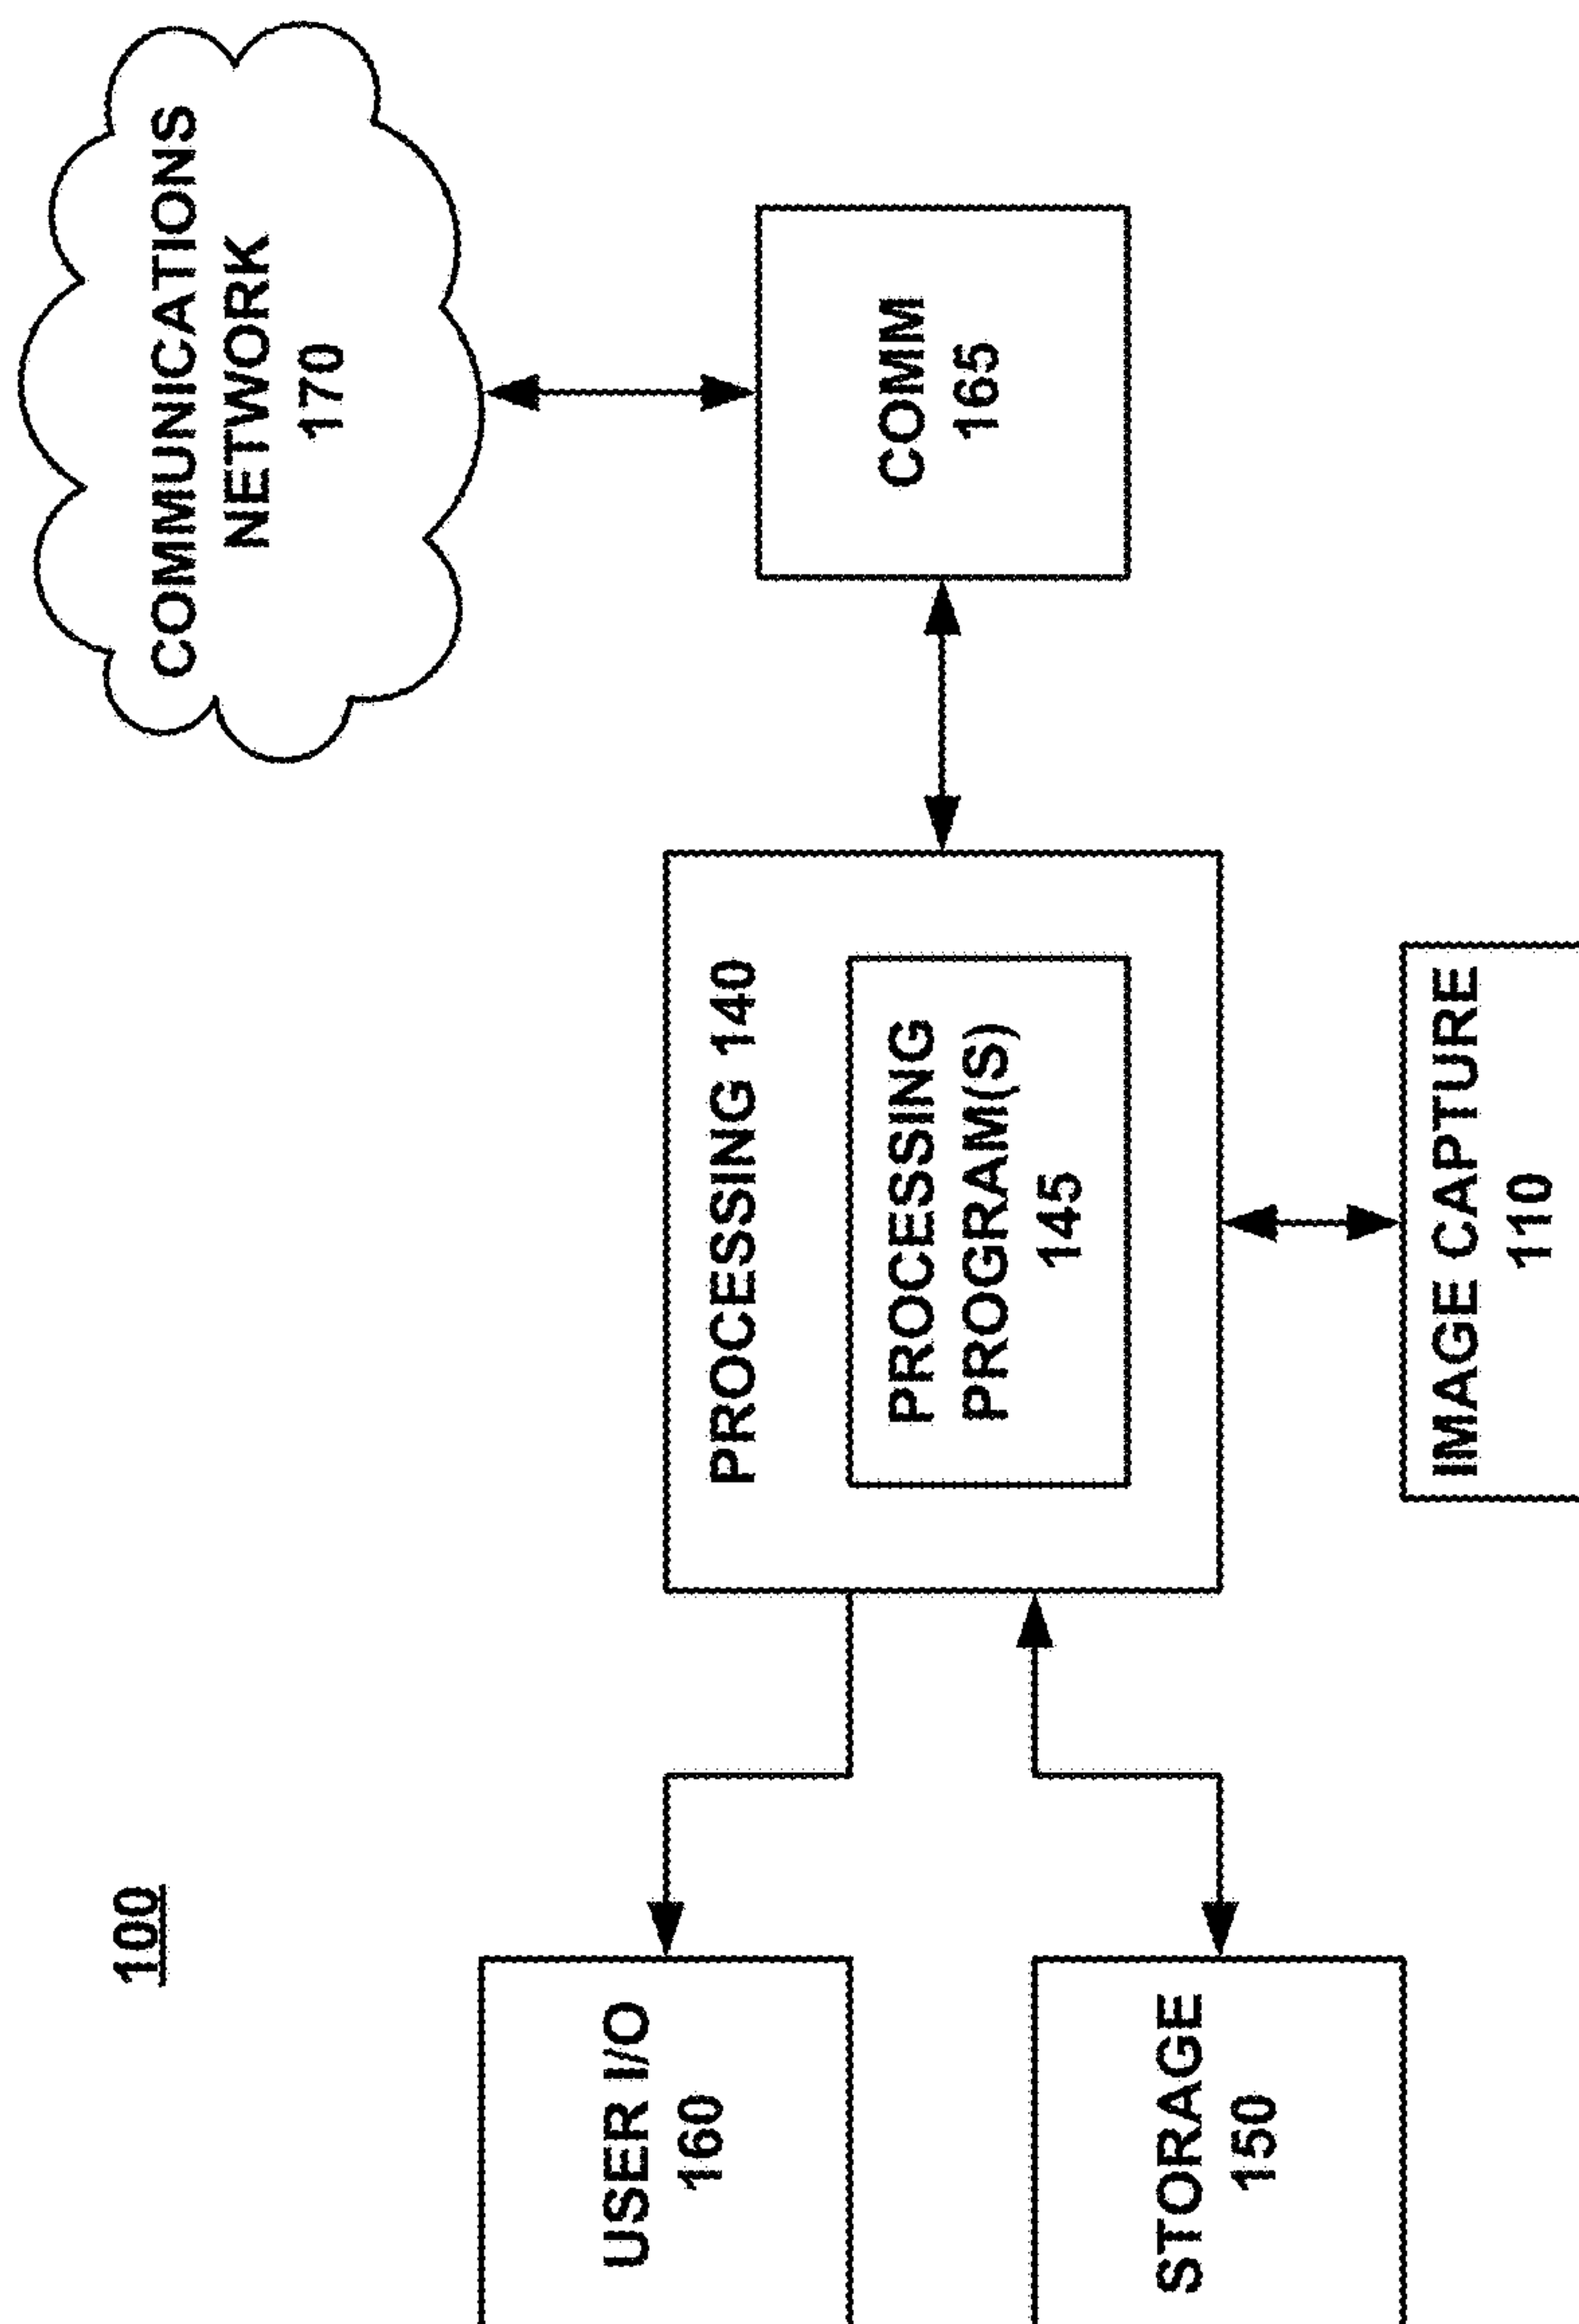 100
USER I/O
160
STORAGE
150
PROCESSING 140
PROCESSING
PROGRAM(S)
145
IMAGE CAPTURE
110
COMMUNICATIONS
NETWORK
170
COMM
165